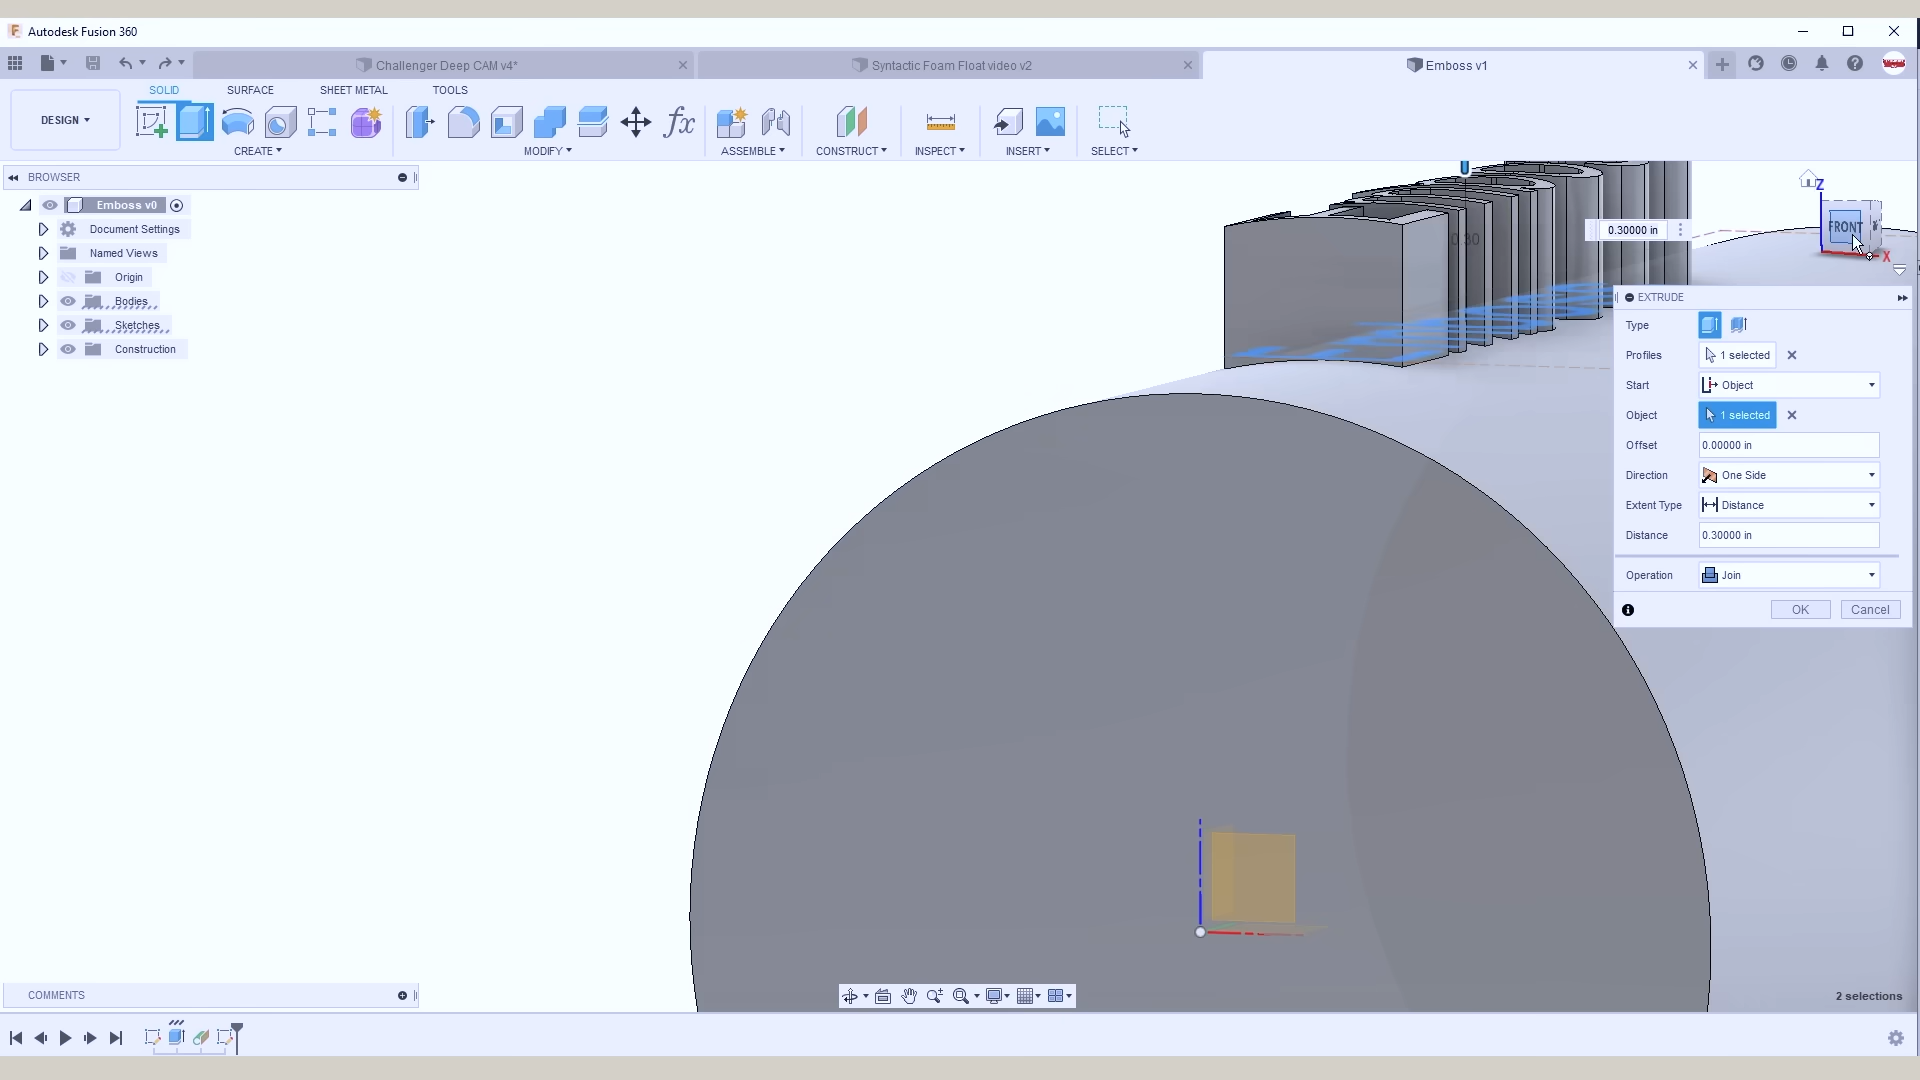 Autodesk Fusion 360
Challenger Deep CAM v4*
Syntactic Foam Float video v2
Emboss v1
SOLID SURFACE SHEET METAL TOOLS
DESIGN
fx
CREATE MODIFY ASSEMBLE CONSTRUCT INSPECT INSERT SELECT
BROWSER
Emboss v0
Document Settings
Named Views
Origin
Bodies
Sketches
Construction
Z
FRONT
X
0.30000 in
0.30
EXTRUDE
Type
Profiles 1 selected
Start Object
Object 1 selected
Offset 0.00000 in
Direction One Side
Extent Type Distance
Distance 0.30000 in
Operation Join
OK Cancel
COMMENTS
2 selections